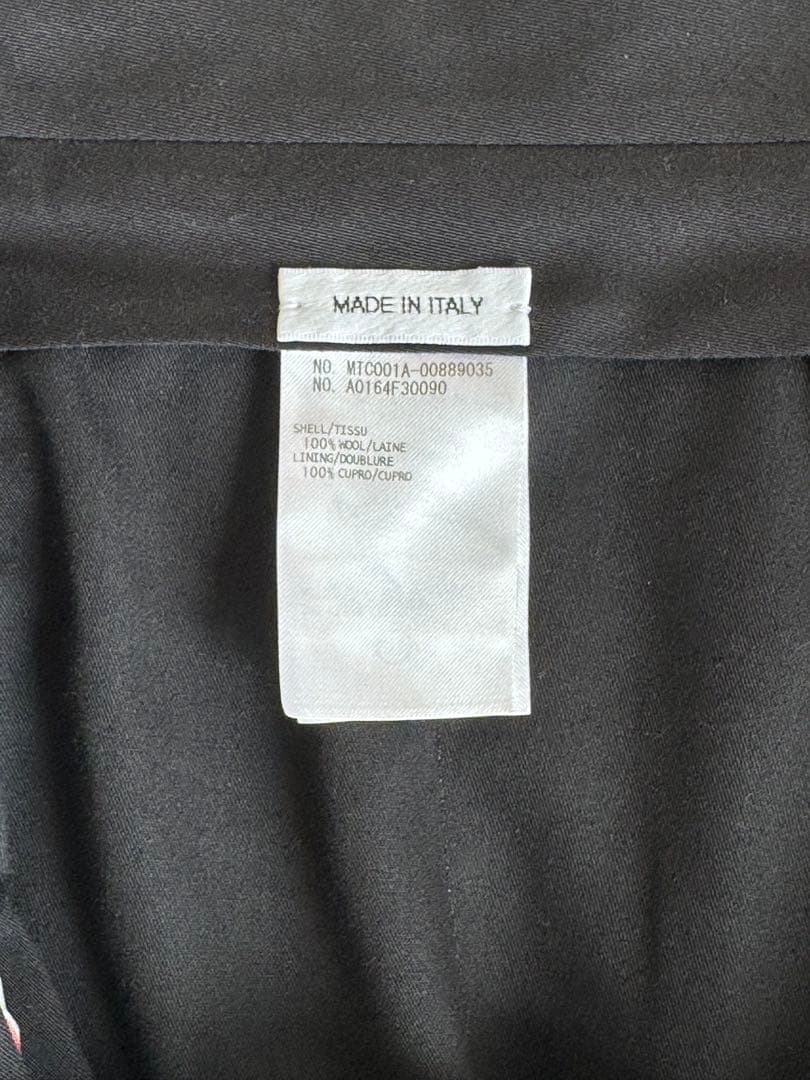 MADE IN ITALY
NO. MTC001A-00889035
NO. A0164F30090
SHELL/TISSU
100% WOOL/LAINE
LINING/DOUBLURE
100% CUPRO/CUPRO